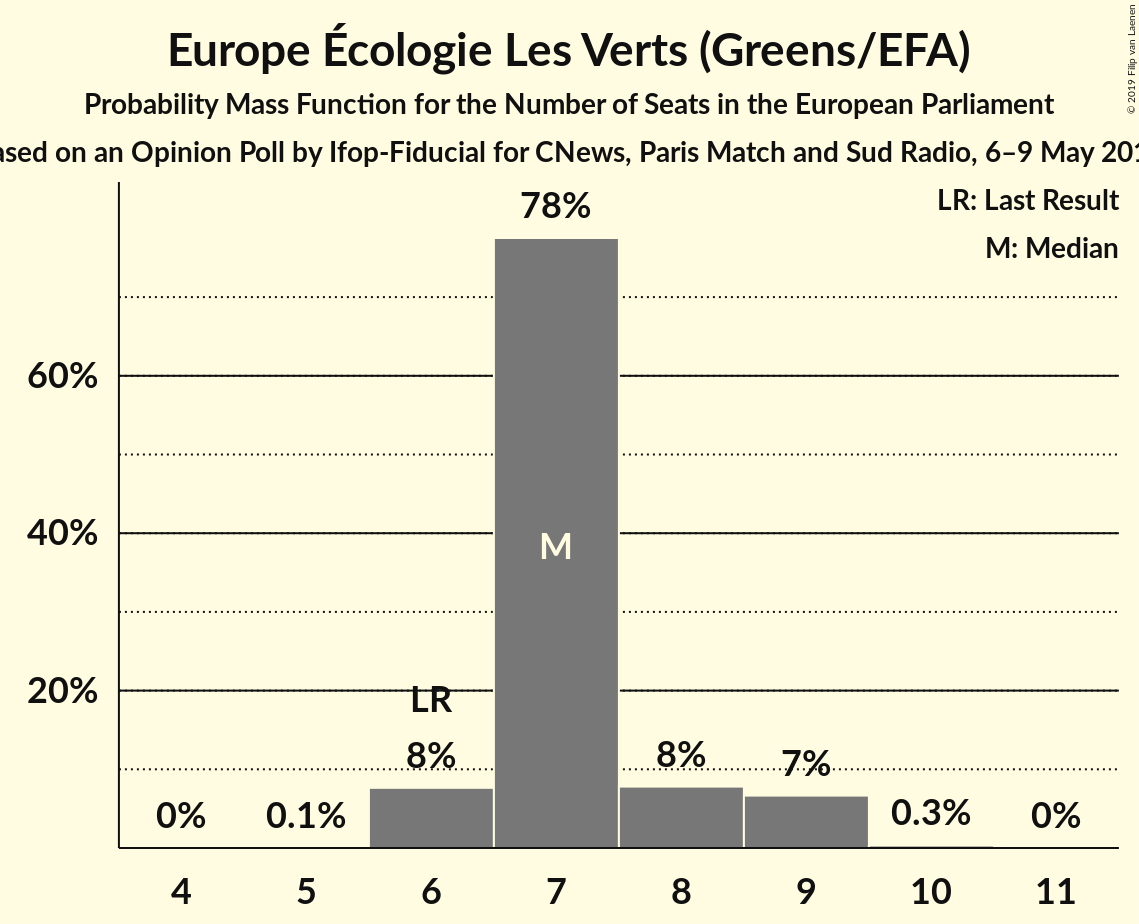 Europe Écologie Les Verts (Greens/EFA)
Probability Mass Function for the Number of Seats in the European Parliament
on an Opinion Poll by Ifop-Fiducial for CNews, Paris Match and Sud Radio, 6–9 May
© 2019 Filip van Laenen
LR: Last Result
M: Median
78%
60%
40%
M
20%
LR
8%
8%
7%
0%
0.1%
0.3%
0%
4 5 6 7 8 9 10 11